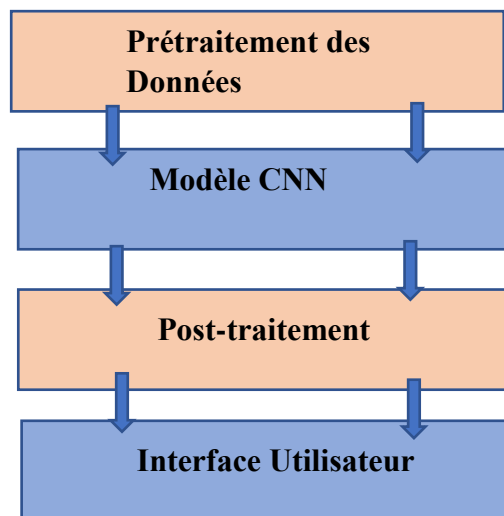 Prétraitement des
Données
Modèle CNN
Post-traitement
Interface Utilisateur